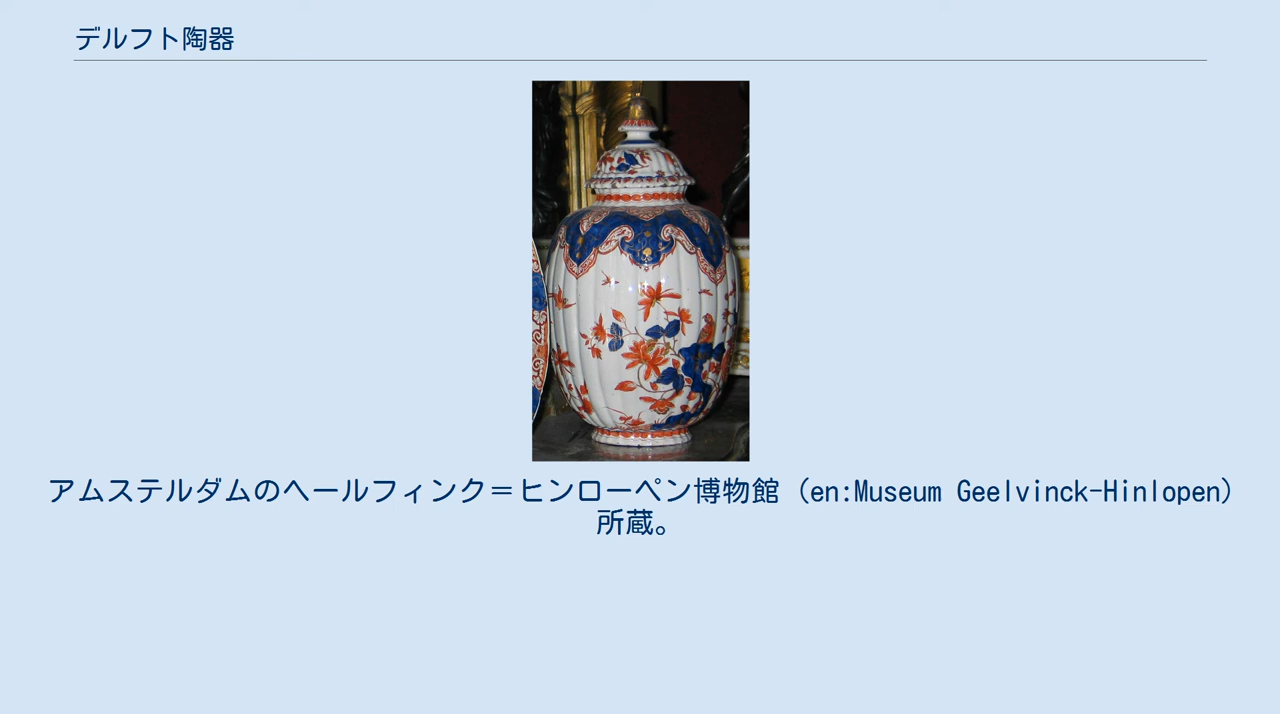 デルフト陶器
アムステルダムのヘールフィンク＝ヒンローペン博物館（en:Museum Geelvinck-Hinlopen）
所蔵。